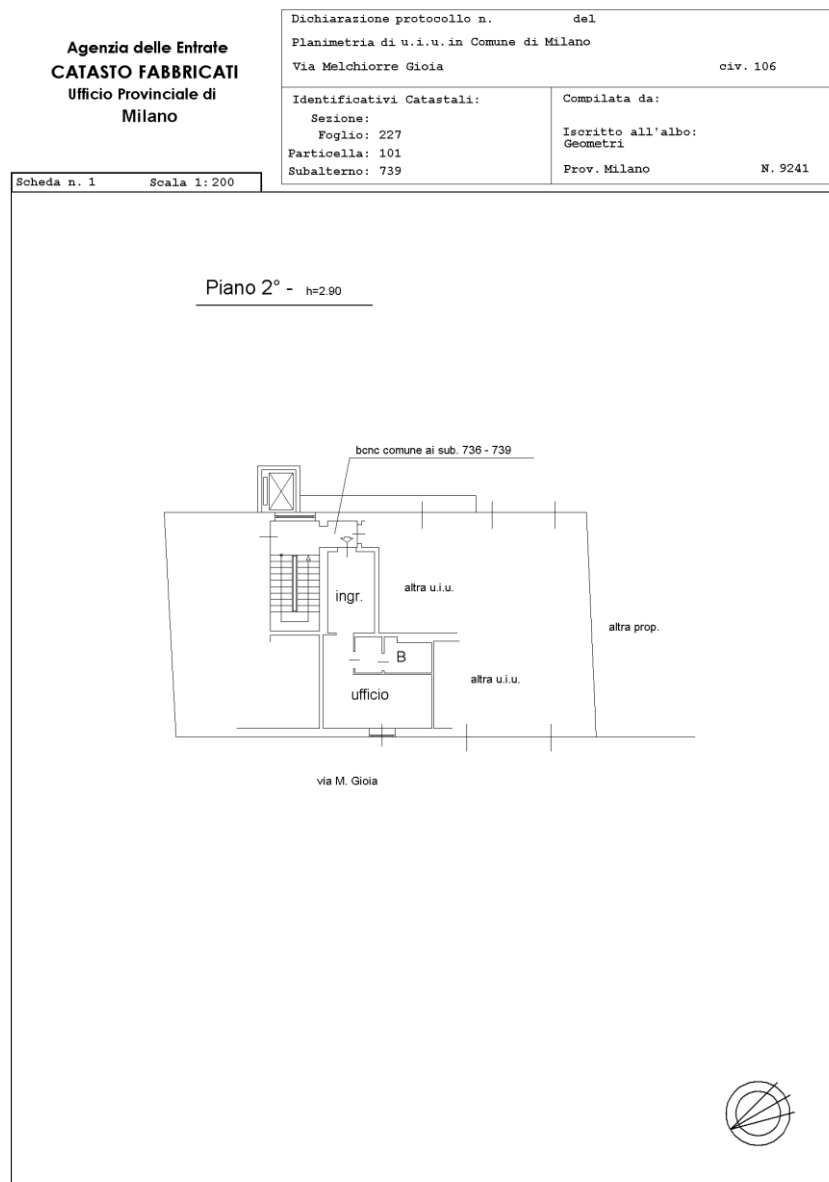 Agenzia delle Entrate
CATASTO FABBRICATI
Ufficio Provinciale di
Milano
Dichiarazione protocollo n. del
Planimetria di u.i.u. in Comune di Milano
Via Melchiorre Gioia civ. 106
Identificativi Catastali:
Sezione:
Foglio: 227
Particella: 101
Subalterno: 739
Compilata da:
Iscritto all'albo:
Geometri
Prov. Milano N. 9241
Scheda n. 1 Scala 1:200
Piano 2° - h=2.90
bcnc comune ai sub. 736 - 739
ingr.
altra u.i.u.
altra prop.
B
altra u.i.u.
ufficio
via M. Gioia